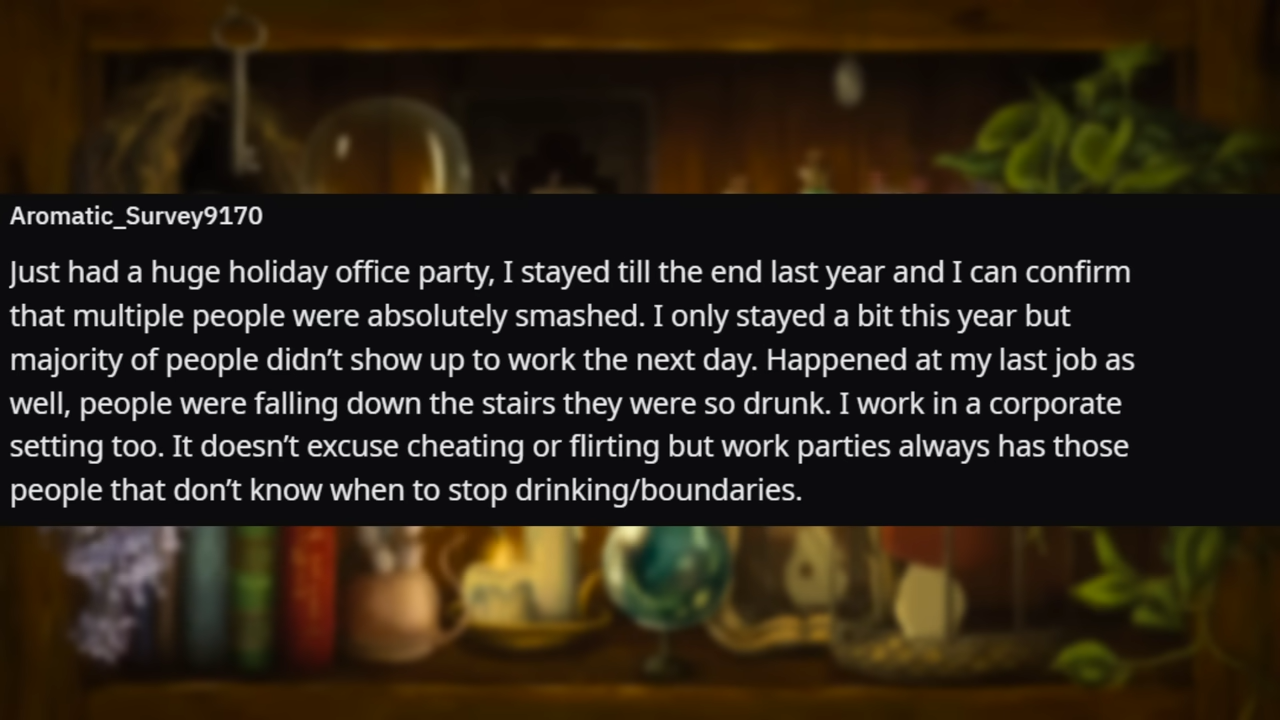 Aromatic_Survey9170
Just had a huge holiday office party, I stayed till the end last year and I can confirm
that multiple people were absolutely smashed. I only stayed a bit this year but
majority of people didn’t show up to work the next day. Happened at my last job as
well, people were falling down the stairs they were so drunk. I work in a corporate
setting too. It doesn’t excuse cheating or flirting but work parties always has those
people that don’t know when to stop drinking/boundaries.